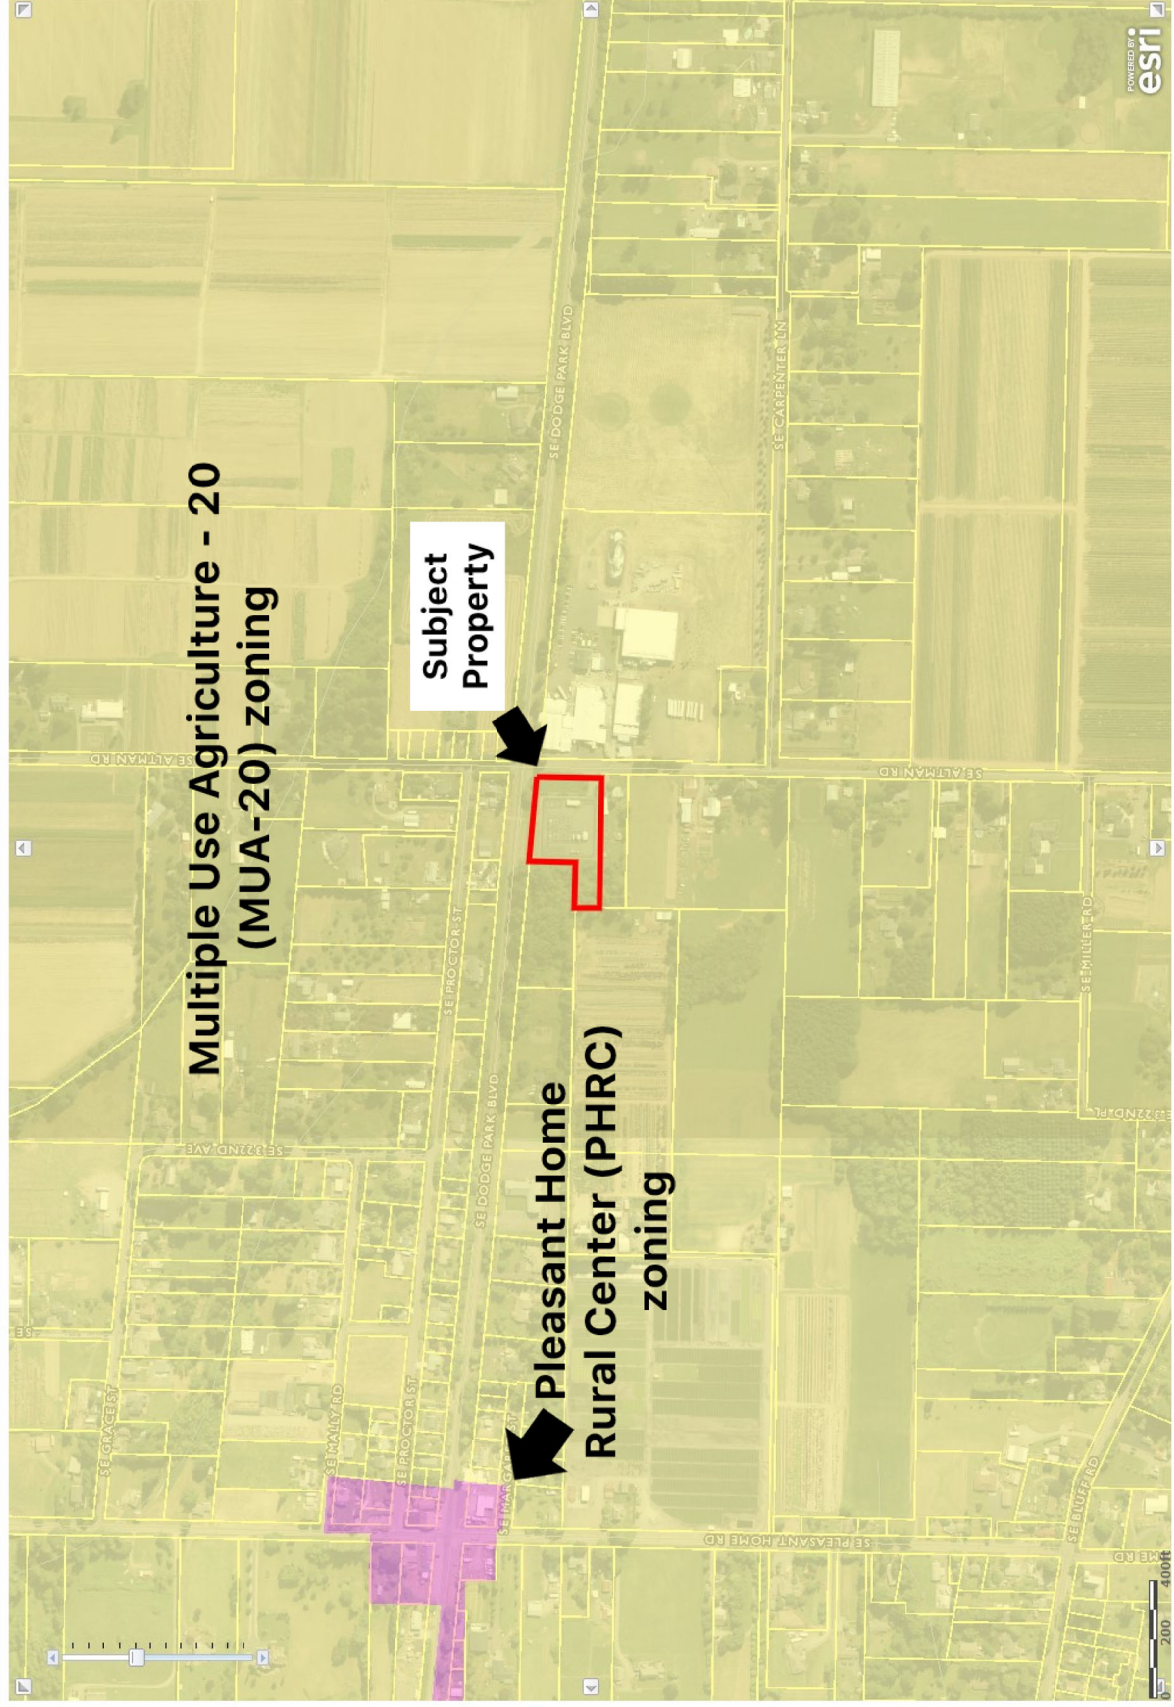 Multiple Use Agriculture - 20
(MUA-20) zoning
Subject
Property
Pleasant Home
Rural Center (PHRC)
zoning
SE ALTMAN RD
SE DODGE PARK BLVD
SE CARPENTER LN
SE ALTMAN RD
SE PROCTOR ST
SE MILLER RD
SE 322ND AVE
SE DODGE PARK BLVD
322ND PL
SE
SE GRACE ST
SE MALLY RD
SE PROCTOR ST
SE PLEASANT HOME RD
SE BLUFF RD
ME RD
0 200 400ft
POWERED BY
esri